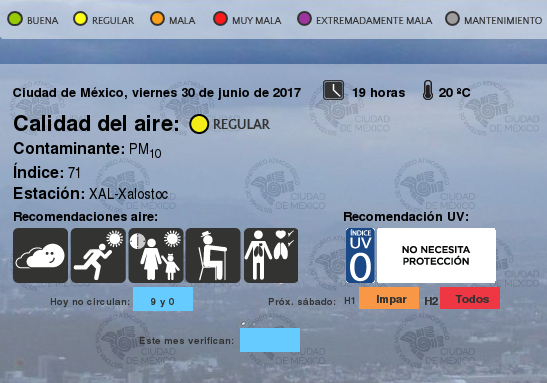 BUENA REGULAR MALA MUY MALA EXTREMADAMENTE MALA MANTENIMIENTO
Ciudad de México, viernes 30 de junio de 2017 19 horas 20 ºC
Calidad del aire: REGULAR
Contaminante: PM10
Índice: 71
Estación: XAL-Xalostoc
Recomendaciones aire: Recomendación UV:
ÍNDICE
UV
0
NO NECESITA
PROTECCIÓN
Hoy no circulan: 9 y 0 Próx. sábado: H1 Impar H2 Todos
Este mes verifican: